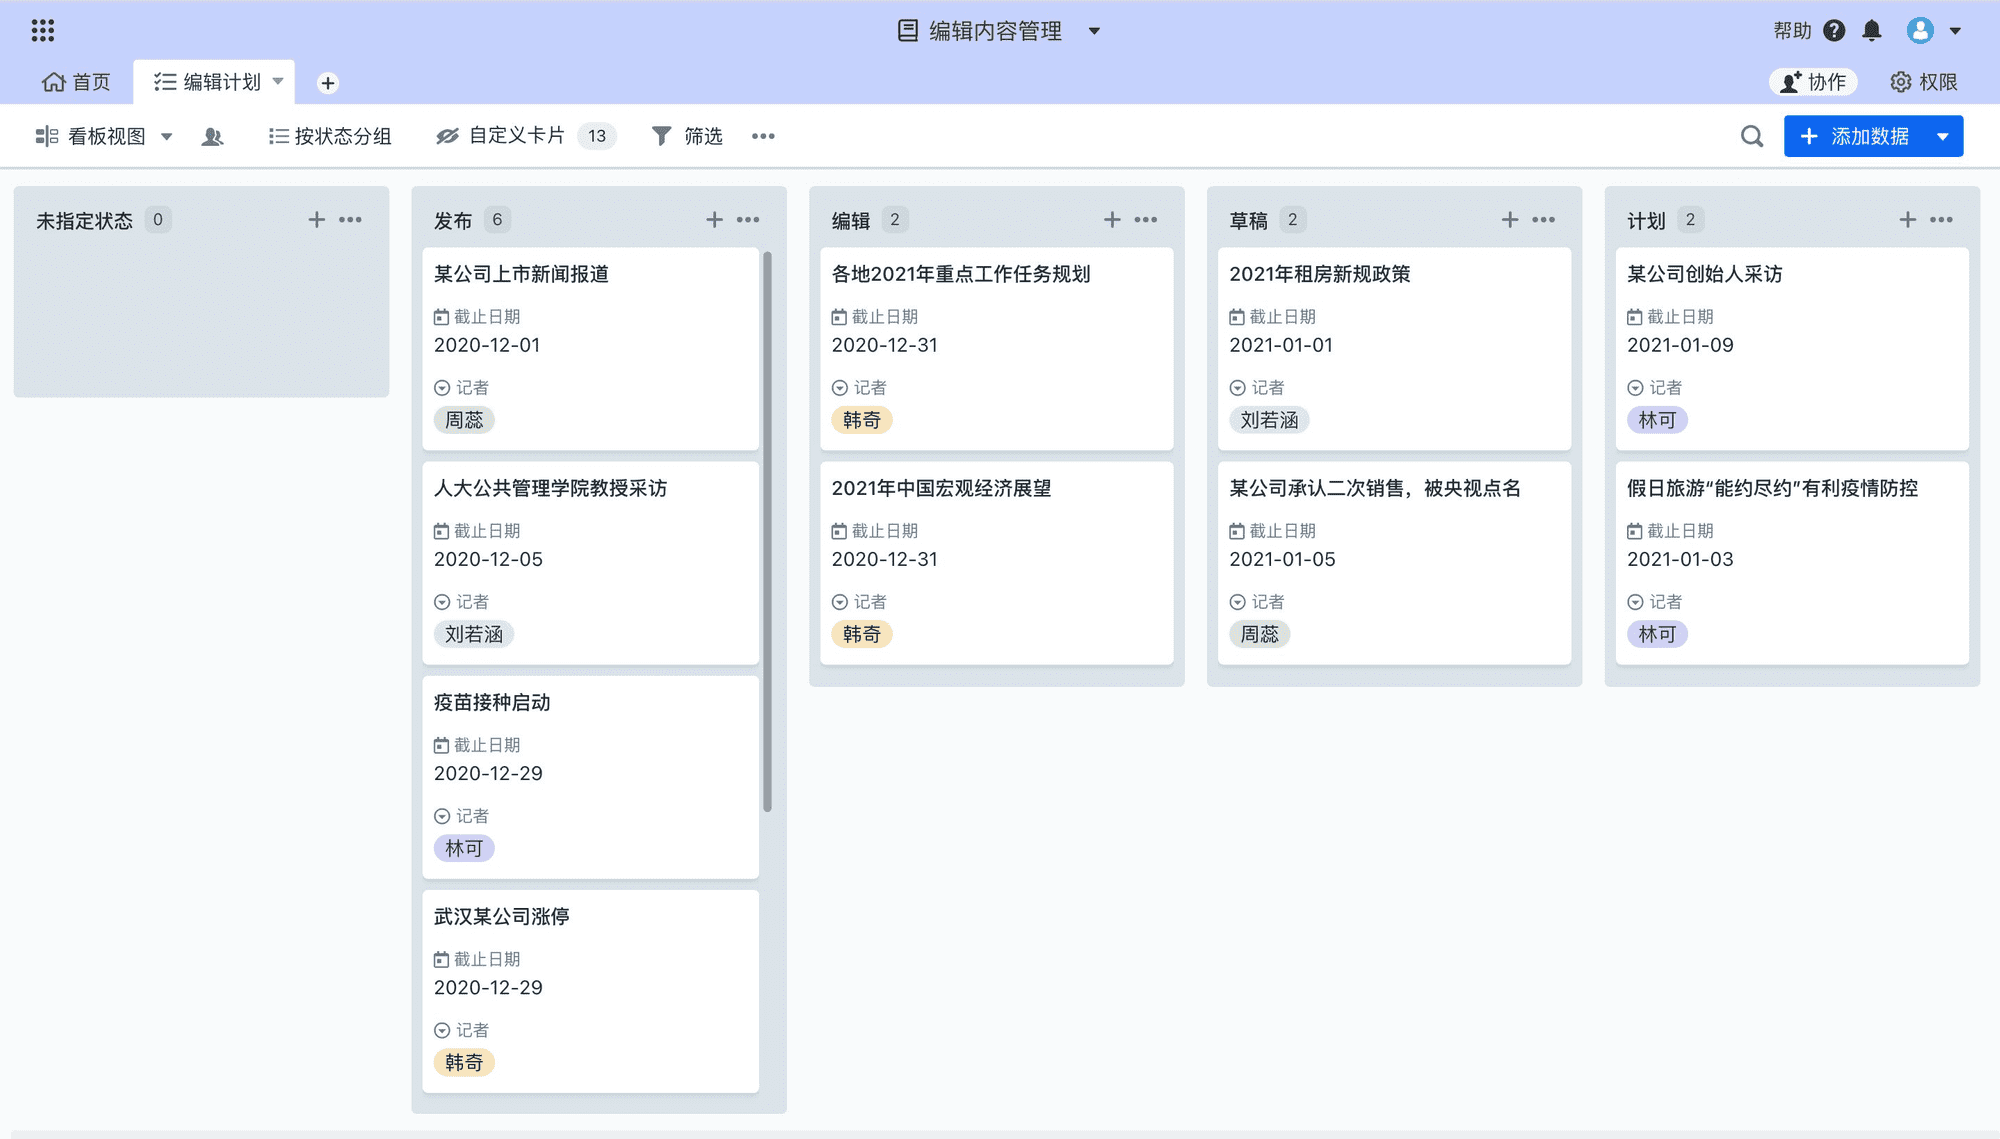 编辑内容管理
帮助
首页
编辑计划
协作
权限
看板视图
按状态分组
自定义卡片 13
筛选
添加数据
未指定状态 0
发布 6
某公司上市新闻报道
截止日期
2020-12-01
记者
周蕊
人大公共管理学院教授采访
截止日期
2020-12-05
记者
刘若涵
疫苗接种启动
截止日期
2020-12-29
记者
林可
武汉某公司涨停
截止日期
2020-12-29
记者
韩奇
编辑 2
各地2021年重点工作任务规划
截止日期
2020-12-31
记者
韩奇
2021年中国宏观经济展望
截止日期
2020-12-31
记者
韩奇
草稿 2
2021年租房新规政策
截止日期
2021-01-01
记者
刘若涵
某公司承认二次销售，被央视点名
截止日期
2021-01-05
记者
周蕊
计划 2
某公司创始人采访
截止日期
2021-01-09
记者
林可
假日旅游“能约尽约”有利疫情防控
截止日期
2021-01-03
记者
林可